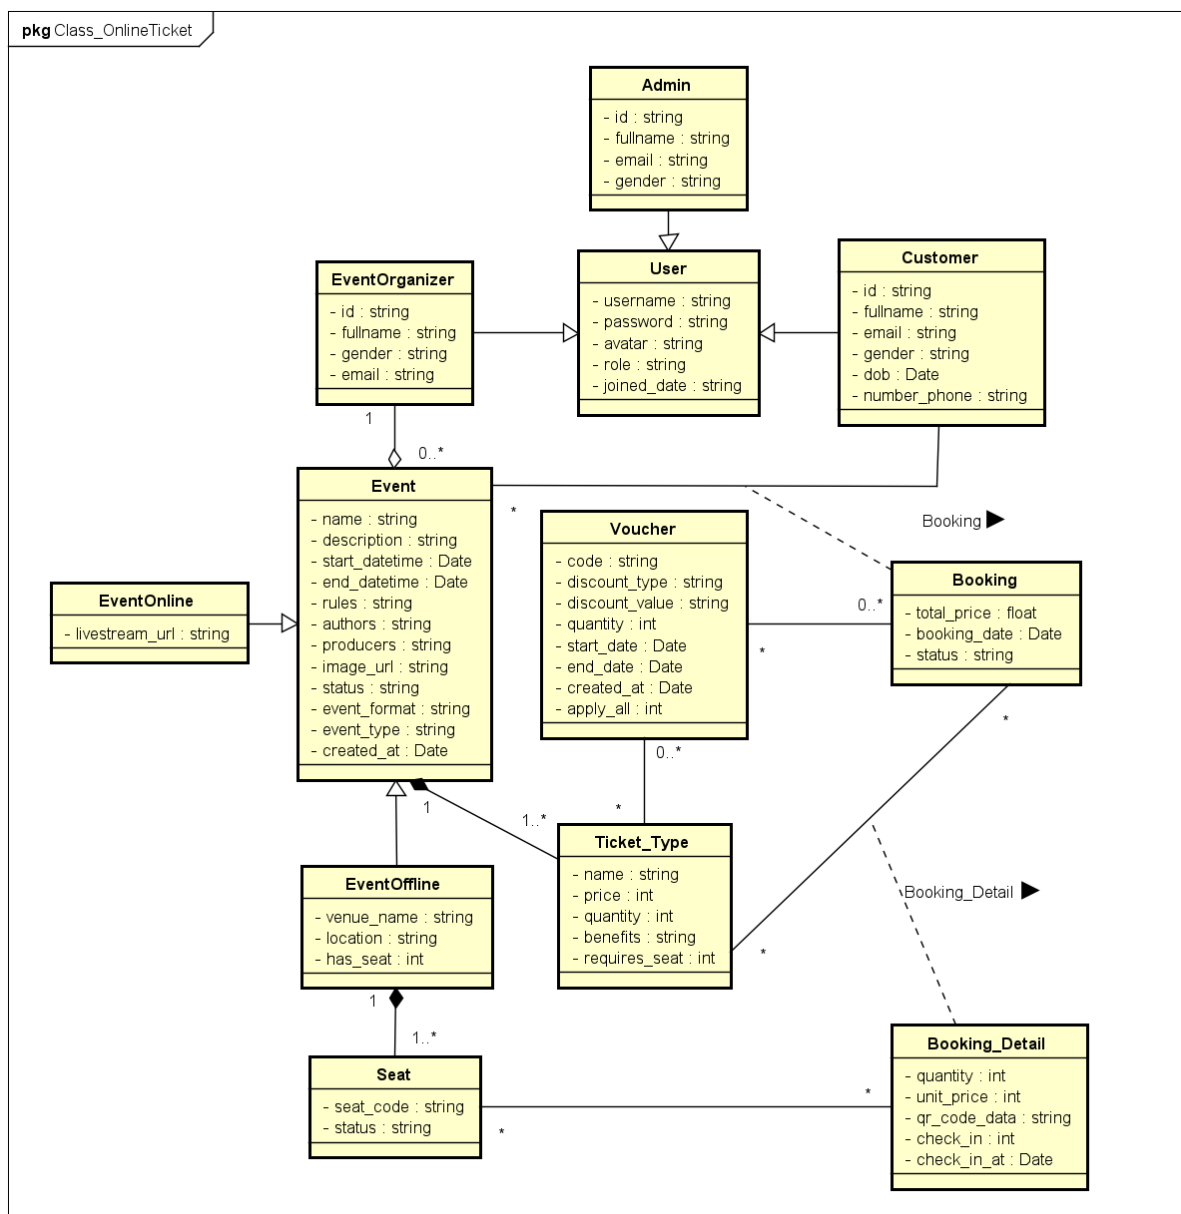 pkg Class_OnlineTicket
Admin
- id : string
- fullname : string
- email : string
- gender : string
EventOrganizer
- id : string
- fullname : string
- gender : string
- email : string
User
- username : string
- password : string
- avatar : string
- role : string
- joined_date : string
Customer
- id : string
- fullname : string
- email : string
- gender : string
- dob : Date
- number_phone : string
1
0..*
Event
- name : string
- description : string
- start_datetime : Date
- end_datetime : Date
- rules : string
- authors : string
- producers : string
- image_url : string
- status : string
- event_format : string
- event_type : string
- created_at : Date
*
Booking ▶
EventOnline
- livestream_url : string
Voucher
- code : string
- discount_type : string
- discount_value : string
- quantity : int
- start_date : Date
- end_date : Date
- created_at : Date
- apply_all : int
0..*
*
Booking
- total_price : float
- booking_date : Date
- status : string
*
0..*
*
1
1..*
Ticket_Type
- name : string
- price : int
- quantity : int
- benefits : string
- requires_seat : int
*
Booking_Detail ▶
EventOffline
- venue_name : string
- location : string
- has_seat : int
1
1..*
Seat
- seat_code : string
- status : string
*
*
Booking_Detail
- quantity : int
- unit_price : int
- qr_code_data : string
- check_in : int
- check_in_at : Date